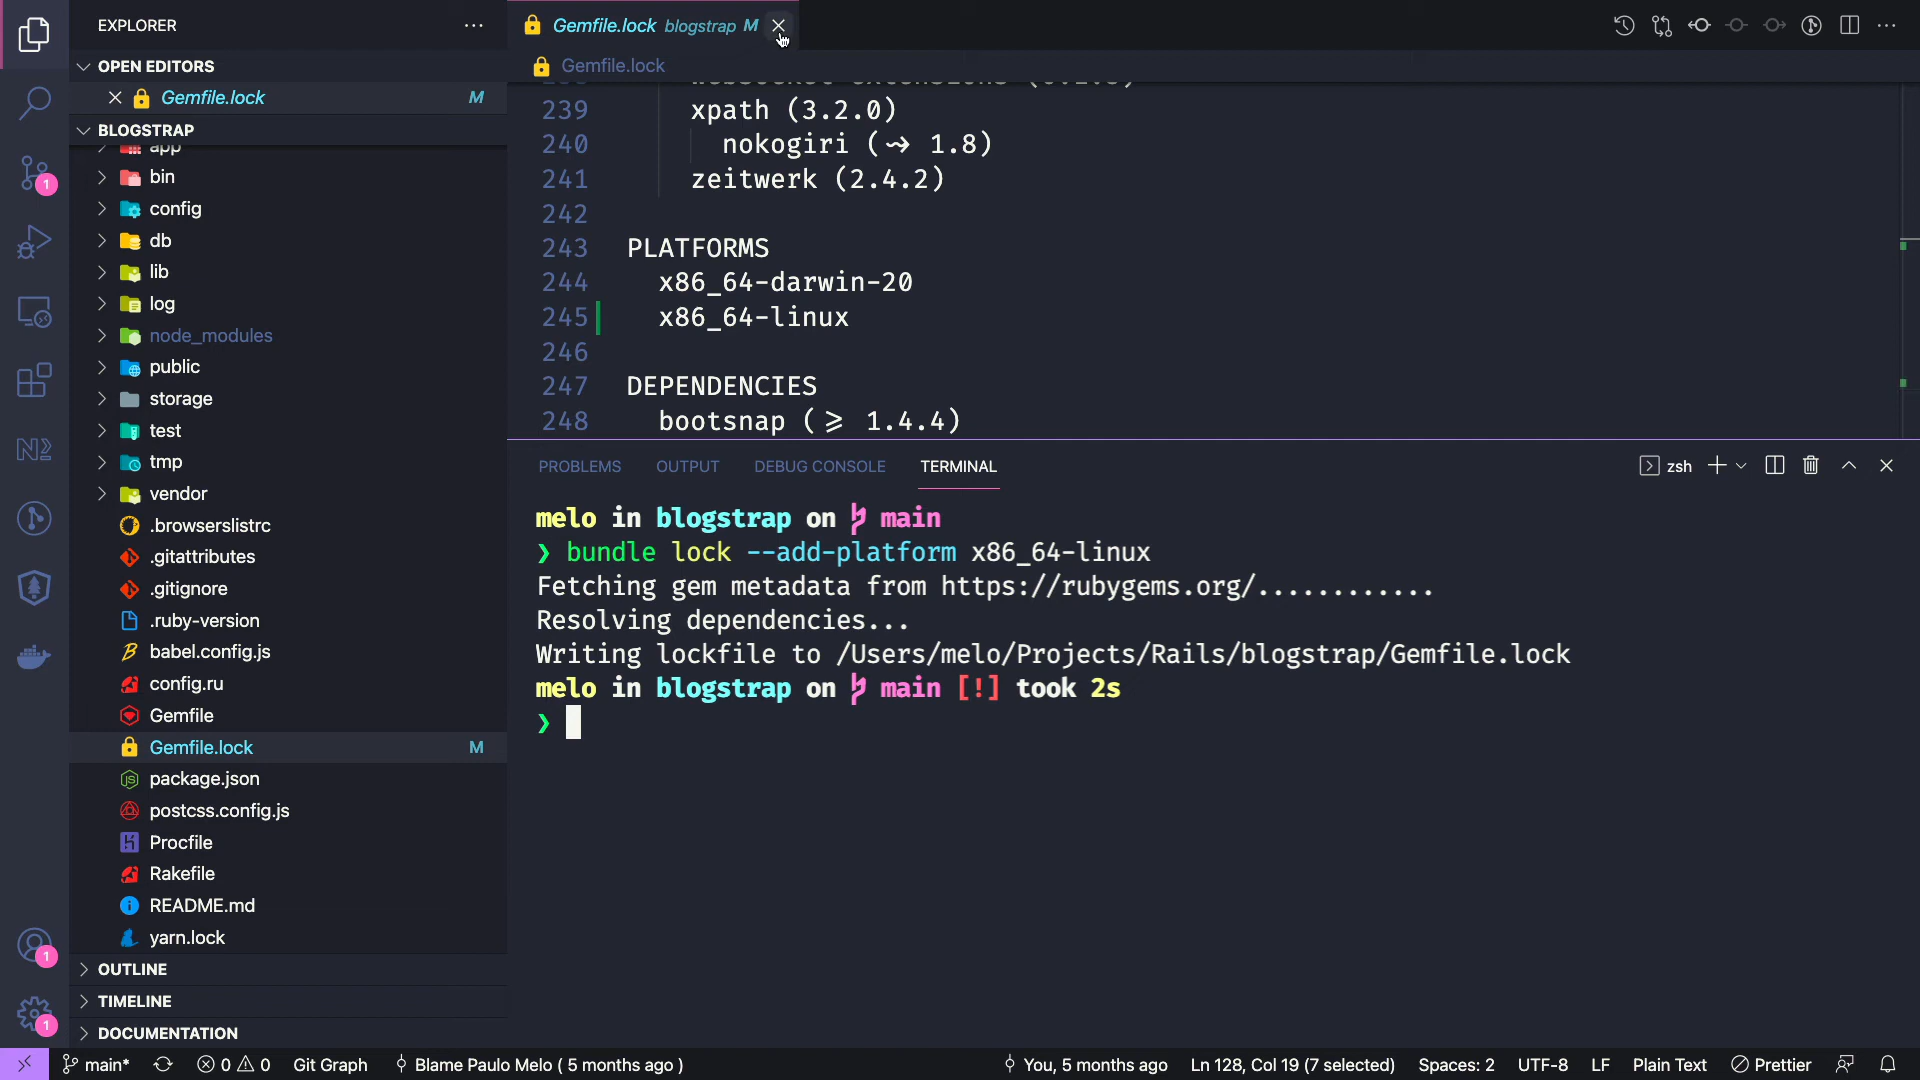 EXPLORER
OPEN EDITORS
Gemfile.lock M
BLOGSTRAP
app
bin
config
db
lib
log
node_modules
public
storage
test
tmp
vendor
.browserslistrc
.gitattributes
.gitignore
.ruby-version
babel.config.js
config.ru
Gemfile
Gemfile.lock M
package.json
postcss.config.js
Procfile
Rakefile
README.md
yarn.lock
OUTLINE
TIMELINE
DOCUMENTATION
1
1
1
Gemfile.lock blogstrap M
Gemfile.lock
239 xpath (3.2.0)
240 nokogiri (~> 1.8)
241 zeitwerk (2.4.2)
242
243 PLATFORMS
244 x86_64-darwin-20
245 x86_64-linux
246
247 DEPENDENCIES
248 bootsnap (>= 1.4.4)
PROBLEMS OUTPUT DEBUG CONSOLE TERMINAL zsh
melo in blogstrap on main
❯ bundle lock --add-platform x86_64-linux
Fetching gem metadata from https://rubygems.org/............
Resolving dependencies...
Writing lockfile to /Users/melo/Projects/Rails/blogstrap/Gemfile.lock
melo in blogstrap on main [!] took 2s
❯
main* 0 0 Git Graph Blame Paulo Melo ( 5 months ago ) You, 5 months ago Ln 128, Col 19 (7 selected) Spaces: 2 UTF-8 LF Plain Text Prettier